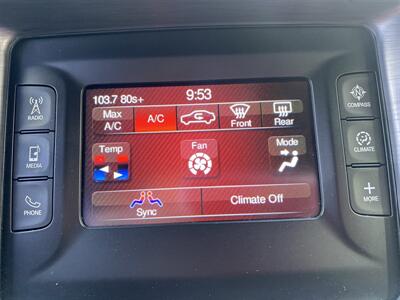 103.7 80s+ 9:53
Max A/C
A/C
Front
Rear
Temp
Fan
Mode
Sync
Climate Off
RADIO
MEDIA
PHONE
COMPASS
CLIMATE
MORE